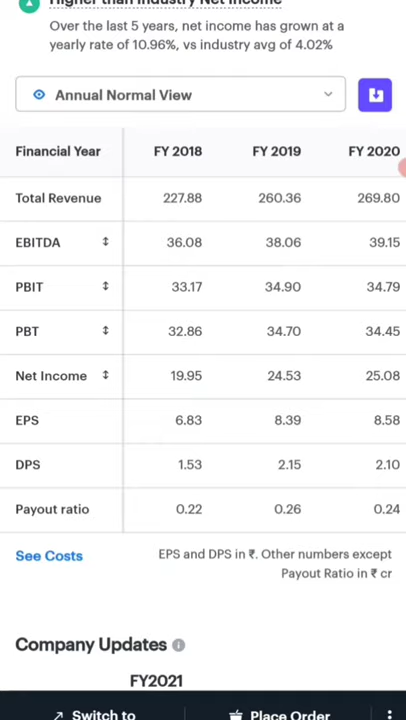 Higher than Industry Net Income
Over the last 5 years, net income has grown at a
yearly rate of 10.96%, vs industry avg of 4.02%
Annual Normal View
Financial Year FY 2018 FY 2019 FY 2020
Total Revenue 227.88 260.36 269.80
EBITDA 36.08 38.06 39.15
PBIT 33.17 34.90 34.79
PBT 32.86 34.70 34.45
Net Income 19.95 24.53 25.08
EPS 6.83 8.39 8.58
DPS 1.53 2.15 2.10
Payout ratio 0.22 0.26 0.24
See Costs
EPS and DPS in ₹. Other numbers except
Payout Ratio in ₹ cr
Company Updates
FY2021
Switch to Place Order